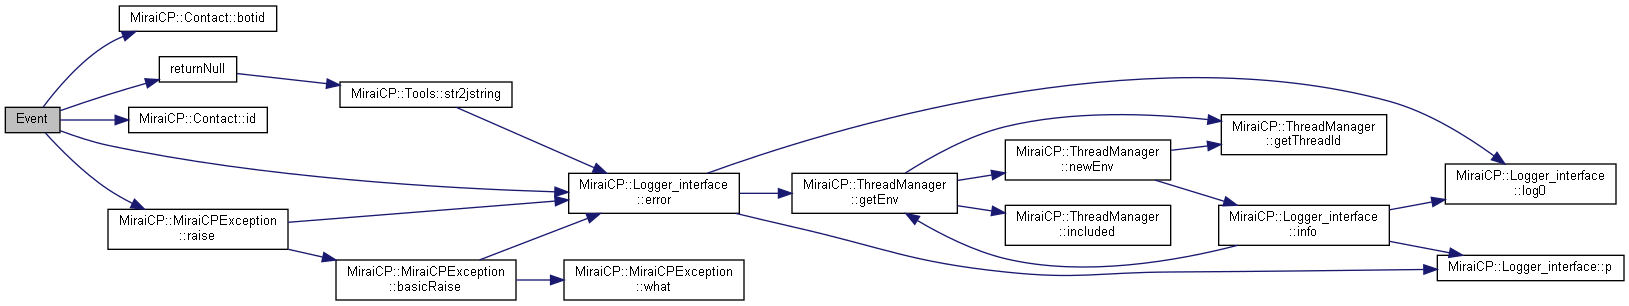 Event
MiraiCP::Contact::botid
returnNull
MiraiCP::Contact::id
MiraiCP::MiraiCPException
::raise
MiraiCP::Tools::str2jstring
MiraiCP::MiraiCPException
::basicRaise
MiraiCP::Logger_interface
::error
MiraiCP::MiraiCPException
::what
MiraiCP::ThreadManager
::getEnv
MiraiCP::ThreadManager
::newEnv
MiraiCP::ThreadManager
::included
MiraiCP::ThreadManager
::getThreadId
MiraiCP::Logger_interface
::info
MiraiCP::Logger_interface
::log0
MiraiCP::Logger_interface::p